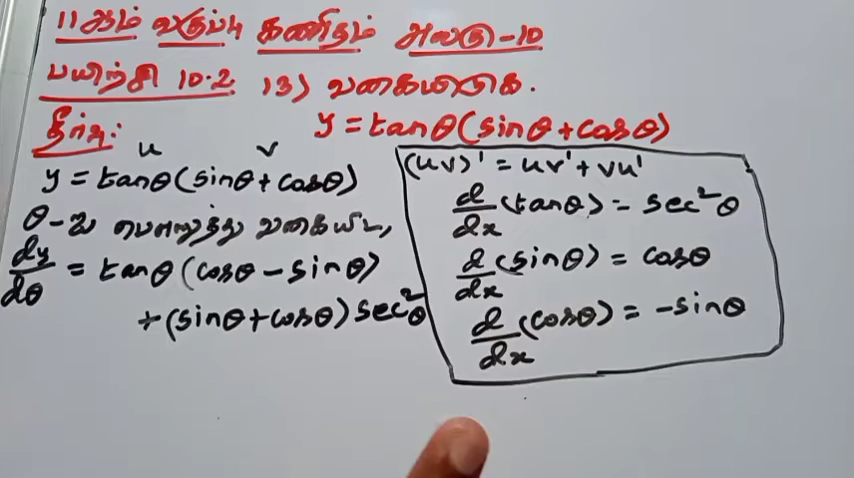 11ஆம் வகுப்பு கணிதம் அலகு-10
பயிற்சி 10.2 13) வகையிடுக.
தீர்வு: y = tanθ(sinθ + cosθ)
u v
y = tanθ(sinθ + cosθ)
θ-ஐ பொறுத்து வகையிட,
dy/dθ = tanθ (cosθ - sinθ)
+ (sinθ + cosθ) sec²θ
(uv)' = uv' + vu'
d/dx (tanθ) = sec²θ
d/dx (sinθ) = cosθ
d/dx (cosθ) = -sinθ